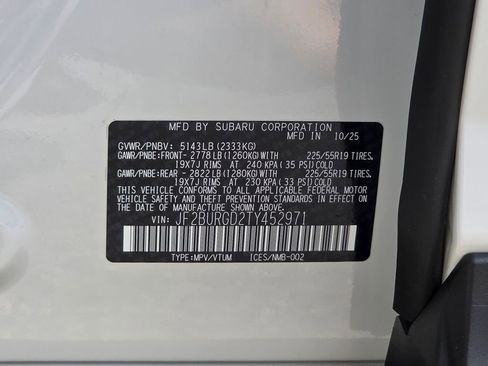 MFD BY SUBARU CORPORATION
MFD IN 10/25
GVWR/PNBV: 5143LB(2333KG)
GAWR/PNBE:FRONT- 2778LB(1260KG)WITH 225/55R19 TIRES,
19X7J RIMS AT 240 KPA(35 PSI)COLD
GAWR/PNBE:REAR - 2822LB(1280KG)WITH 225/55R19 TIRES,
19X7J RIMS AT 230 KPA(33 PSI)COLD
THIS VEHICLE CONFORMS TO ALL APPLICABLE FEDERAL MOTOR
VEHICLE SAFETY,BUMPER,AND THEFT PREVENTION STANDARDS
IN EFFECT ON THE DATE OF MANUFACTURE SHOWN ABOVE.
VIN: JF2BURGD2TY452971
TYPE:MPV/VTUM ICES/NMB-002